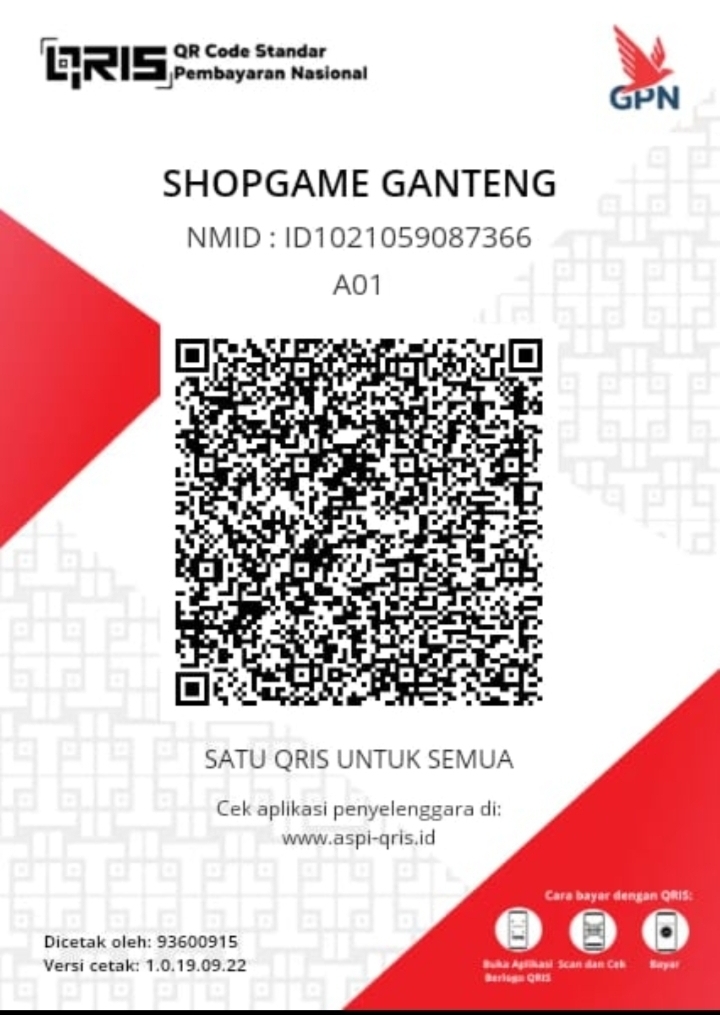 QRIS
QR Code Standar
Pembayaran Nasional
GPN
SHOPGAME GANTENG
NMID : ID1021059087366
A01
SATU QRIS UNTUK SEMUA
Cek aplikasi penyelenggara di:
www.aspi-qris.id
Dicetak oleh: 93600915
Versi cetak: 1.0.19.09.22
Cara bayar dengan QRIS:
Buka Aplikasi
Berlogo QRIS
Scan dan Cek
Bayar